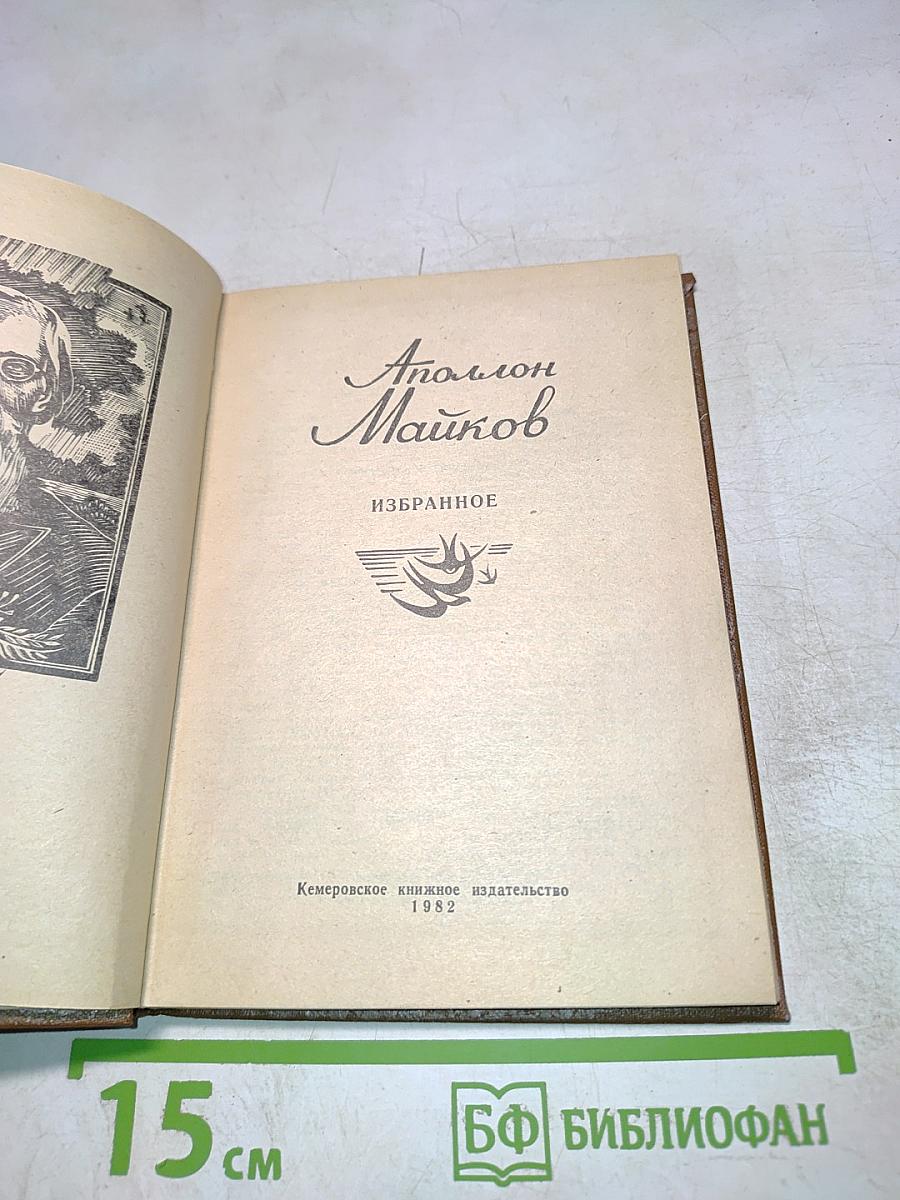 Аполлон
Майков
ИЗБРАННОЕ
Кемеровское книжное издательство
1982
15 см
БФ БИБЛИОФАН